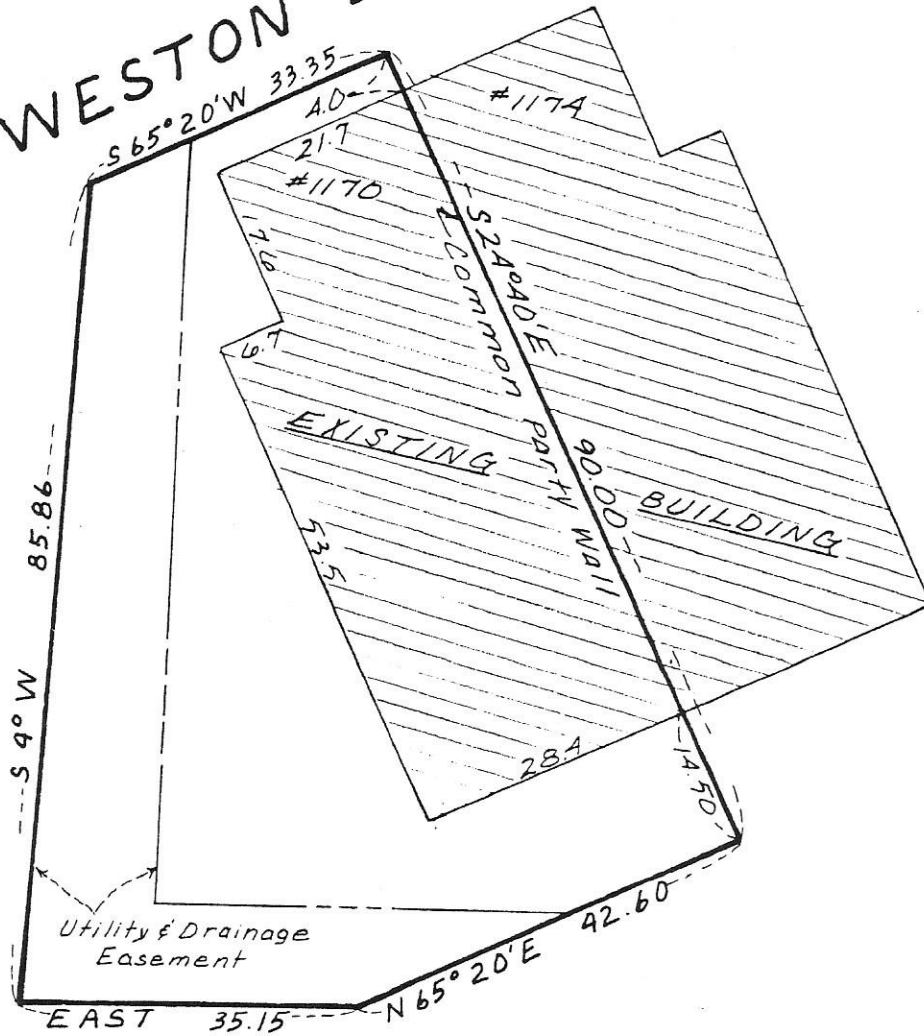 WESTON
S 65° 20' W 33.35
4.0
#1174
21.7
#1170
17.6
S 24° 40' E
Common party Wall
6.7
EXISTING
90.00
BUILDING
53.5
85.86
S 4° W
28.4
14.50
Utility & Drainage
Easement
42.60
N 65° 20' E
EAST 35.15